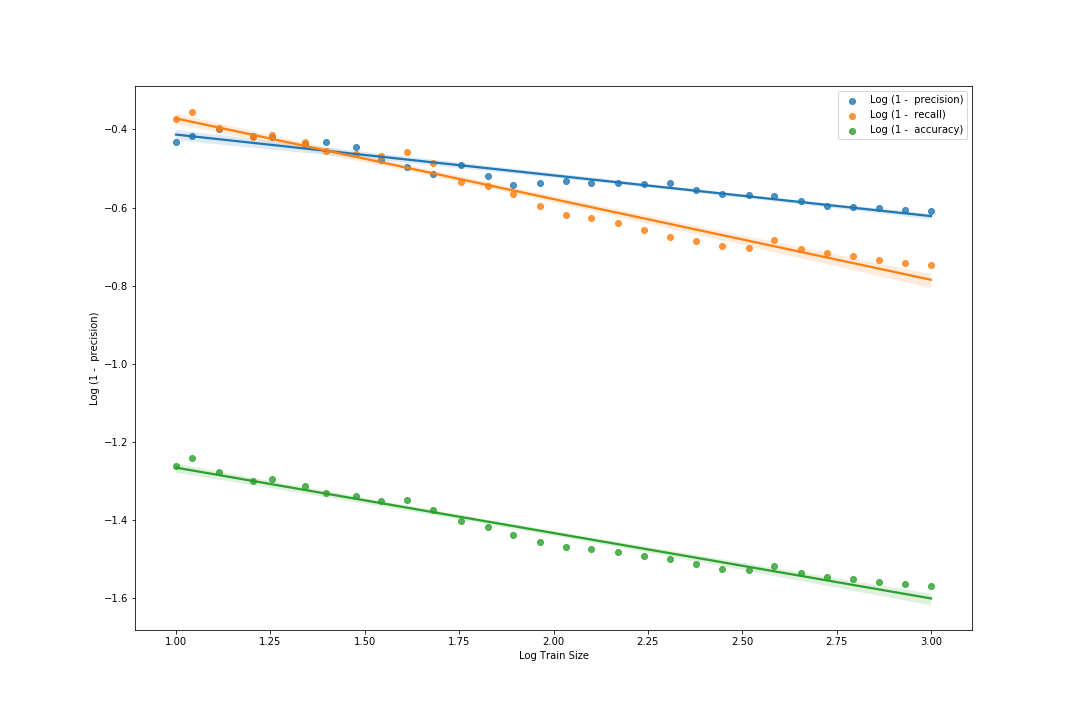 Log (1 -  precision)
Log (1 -  recall)
Log (1 -  accuracy)
−0.4
−0.6
−0.8
−1.0
−1.2
−1.4
−1.6
Log (1 -  precision)
1.00 1.25 1.50 1.75 2.00 2.25 2.50 2.75 3.00
Log Train Size